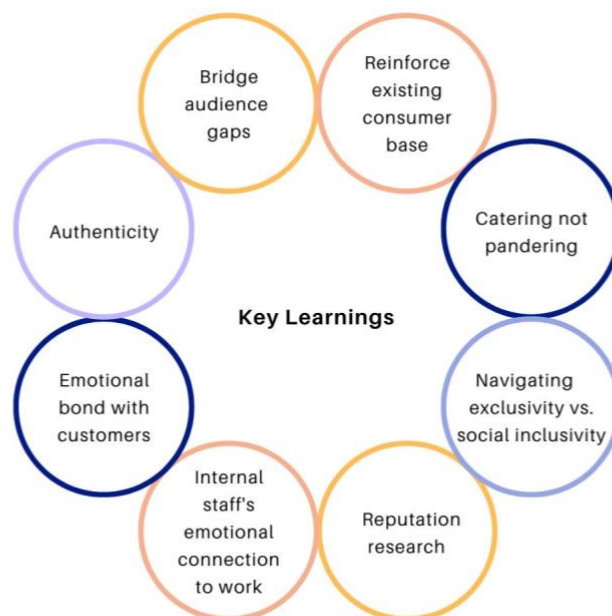 Bridge
audience
gaps
Reinforce
existing
consumer
base
Authenticity
Catering not
pandering
Key Learnings
Emotional
bond with
customers
Navigating
exclusivity vs.
social inclusivity
Internal
staff's
emotional
connection
to work
Reputation
research